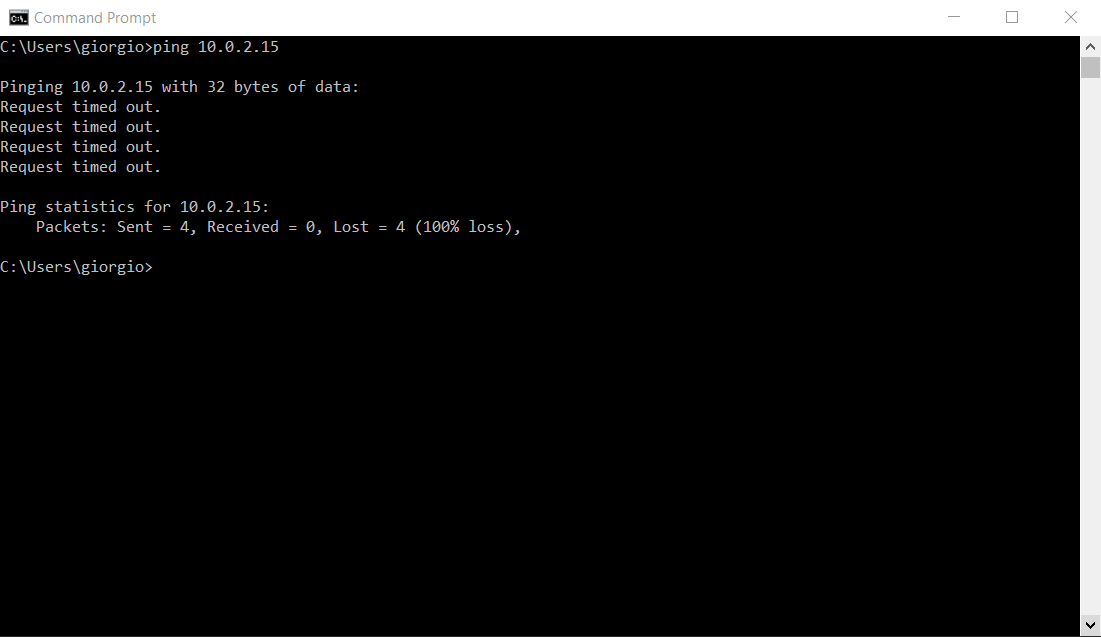 Command Prompt
C:\Users\giorgio>ping 10.0.2.15
Pinging 10.0.2.15 with 32 bytes of data:
Request timed out.
Request timed out.
Request timed out.
Request timed out.
Ping statistics for 10.0.2.15:
    Packets: Sent = 4, Received = 0, Lost = 4 (100% loss),
C:\Users\giorgio>